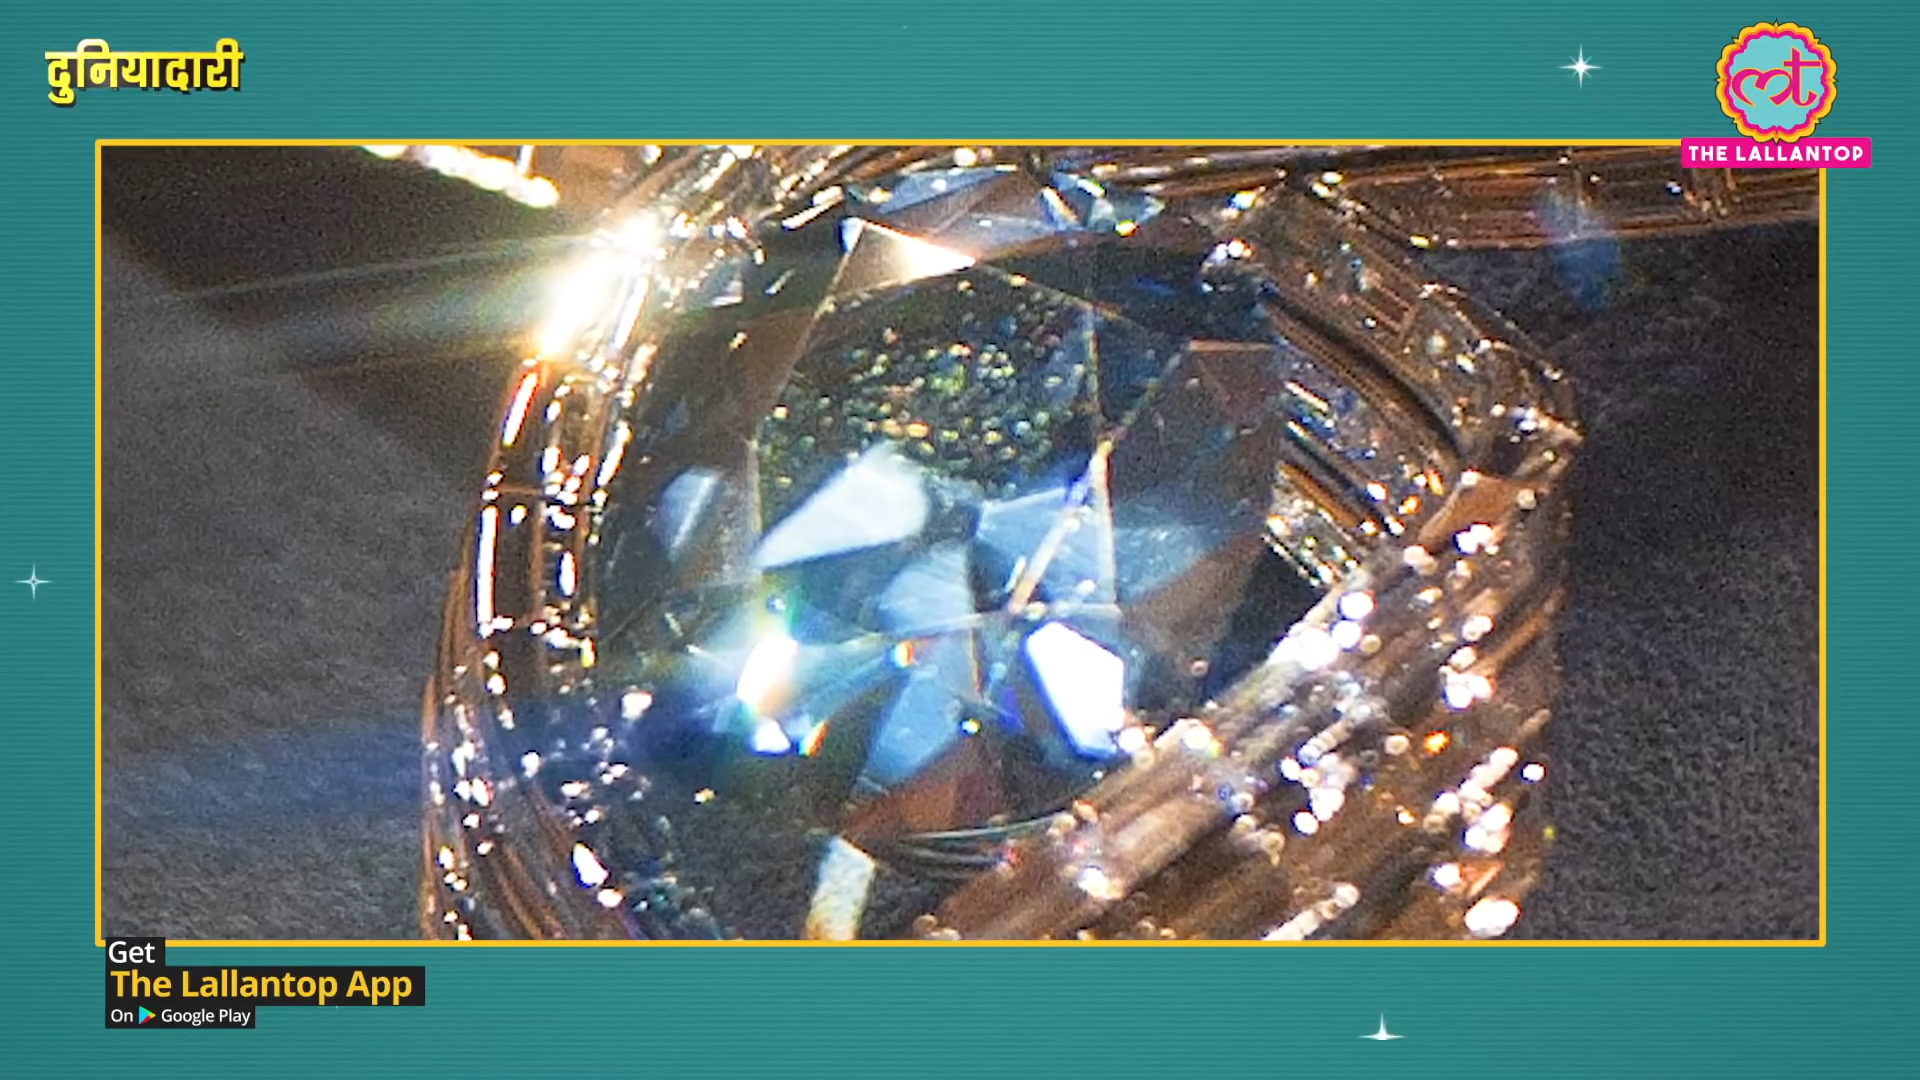 दुनियादारी
THE LALLANTOP
Get
The Lallantop App
On Google Play